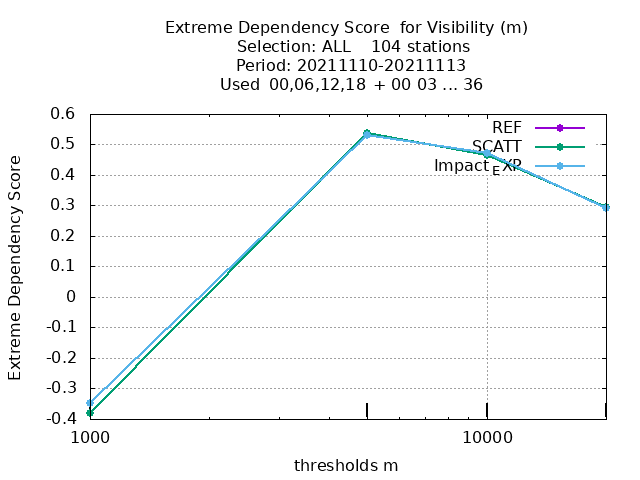 Extreme Dependency Score for Visibility (m)
Selection: ALL 104 stations
Period: 20211110-20211113
Used 00,06,12,18 + 00 03 ... 36
Extreme Dependency Score
0.6
0.5
0.4
0.3
0.2
0.1
0
-0.1
-0.2
-0.3
-0.4
REF
SCATT
Impact_EXP
1000
10000
thresholds m